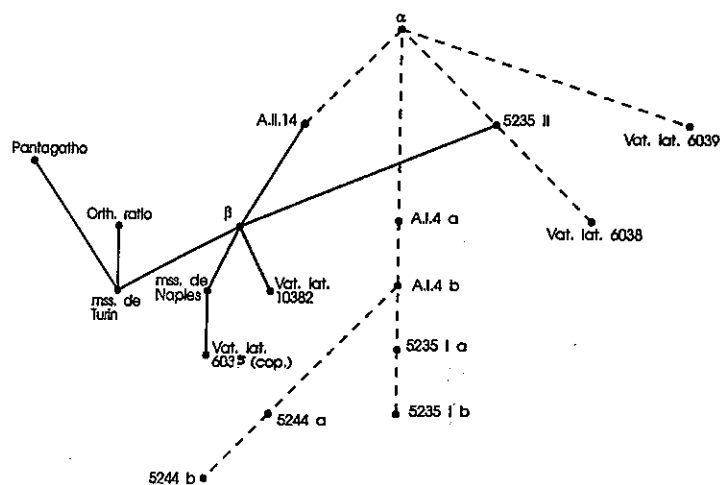 α
A.II.14
5235 II
Pantagatho
Vat. lat. 6039
Orth. ratio
β
A.I.4 a
Vat. lat. 6038
mss. de
Turin
mss. de
Naples
Vat. lat.
10382
A.I.4 b
Vat. lat.
(cop.)
5235 I a
5244 a
5235 I b
5244 b